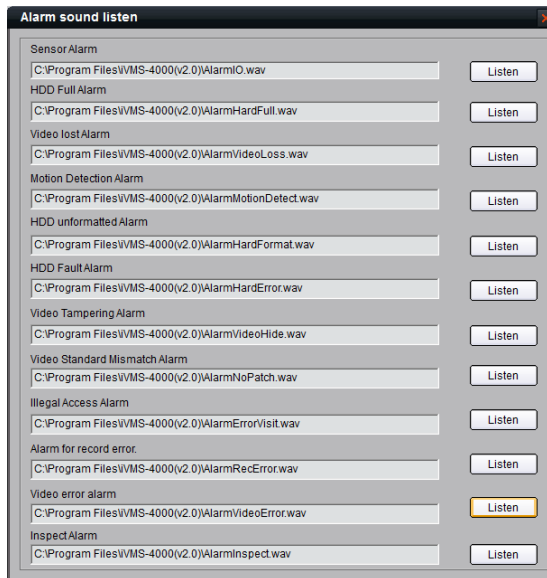 Alarm sound listen
Sensor Alarm
C:\Program Files\iVMS-4000(v2.0)\AlarmIO.wav Listen
HDD Full Alarm
C:\Program Files\iVMS-4000(v2.0)\AlarmHardFull.wav Listen
Video lost Alarm
C:\Program Files\iVMS-4000(v2.0)\AlarmVideoLoss.wav Listen
Motion Detection Alarm
C:\Program Files\iVMS-4000(v2.0)\AlarmMotionDetect.wav Listen
HDD unformatted Alarm
C:\Program Files\iVMS-4000(v2.0)\AlarmHardFormat.wav Listen
HDD Fault Alarm
C:\Program Files\iVMS-4000(v2.0)\AlarmHardError.wav Listen
Video Tampering Alarm
C:\Program Files\iVMS-4000(v2.0)\AlarmVideoHide.wav Listen
Video Standard Mismatch Alarm
C:\Program Files\iVMS-4000(v2.0)\AlarmNoPatch.wav Listen
Illegal Access Alarm
C:\Program Files\iVMS-4000(v2.0)\AlarmErrorVisit.wav Listen
Alarm for record error.
C:\Program Files\iVMS-4000(v2.0)\AlarmRecError.wav Listen
Video error alarm
C:\Program Files\iVMS-4000(v2.0)\AlarmVideoError.wav Listen
Inspect Alarm
C:\Program Files\iVMS-4000(v2.0)\AlarmInspect.wav Listen